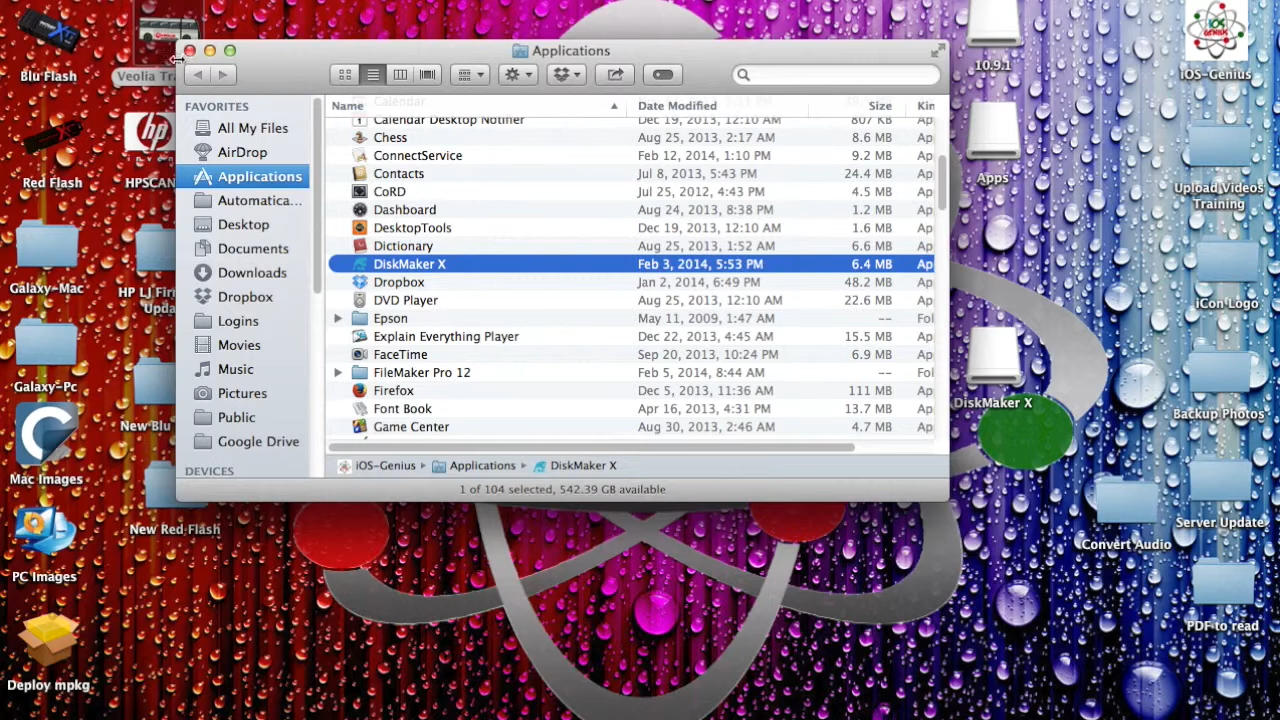 Applications
FAVORITES
All My Files
AirDrop
Applications
Automatica...
Desktop
Documents
Downloads
Dropbox
Logins
Movies
Music
Pictures
Public
Google Drive
DEVICES
Name Date Modified Size Kin
Calendar
Calendar Desktop Notifier Dec 19, 2013, 12:10 AM 807 KB Ap
Chess Aug 25, 2013, 2:17 AM 8.6 MB Ap
ConnectService Feb 12, 2014, 1:10 PM 9.2 MB Ap
Contacts Jul 8, 2013, 5:43 PM 24.4 MB Ap
CoRD Jul 25, 2012, 4:43 PM 4.5 MB Ap
Dashboard Aug 24, 2013, 8:38 PM 1.2 MB Ap
DesktopTools Dec 19, 2013, 12:10 AM 1.6 MB Ap
Dictionary Aug 25, 2013, 1:52 AM 6.6 MB Ap
DiskMaker X Feb 3, 2014, 5:53 PM 6.4 MB Ap
Dropbox Jan 2, 2014, 6:49 PM 48.2 MB Ap
DVD Player Aug 25, 2013, 12:10 AM 22.6 MB Ap
Epson May 11, 2009, 1:47 AM -- Fol
Explain Everything Player Dec 22, 2013, 4:45 AM 15.5 MB Ap
FaceTime Sep 20, 2013, 10:24 PM 6.9 MB Ap
FileMaker Pro 12 Feb 5, 2014, 8:44 AM -- Fol
Firefox Dec 5, 2013, 11:36 AM 111 MB Ap
Font Book Apr 16, 2013, 4:31 PM 13.7 MB Ap
Game Center Aug 30, 2013, 2:46 AM 4.7 MB Ap
iOS-Genius Applications DiskMaker X
1 of 104 selected, 542.39 GB available
Blu Flash
Red Flash
Galaxy-Mac
Galaxy-Pc
Mac Images
PC Images
Deploy mpkg
Veolia Tra
hp
invent
HPSCAN
HP LJ Fir
Upda
New Blu
New Red Flash
10.9.1
Apps
DiskMaker X
Convert Audio
iOS
GENIUS
iOS-Genius
Upload Videos
Training
iCon Logo
Backup Photos
Server Update
PDF to read